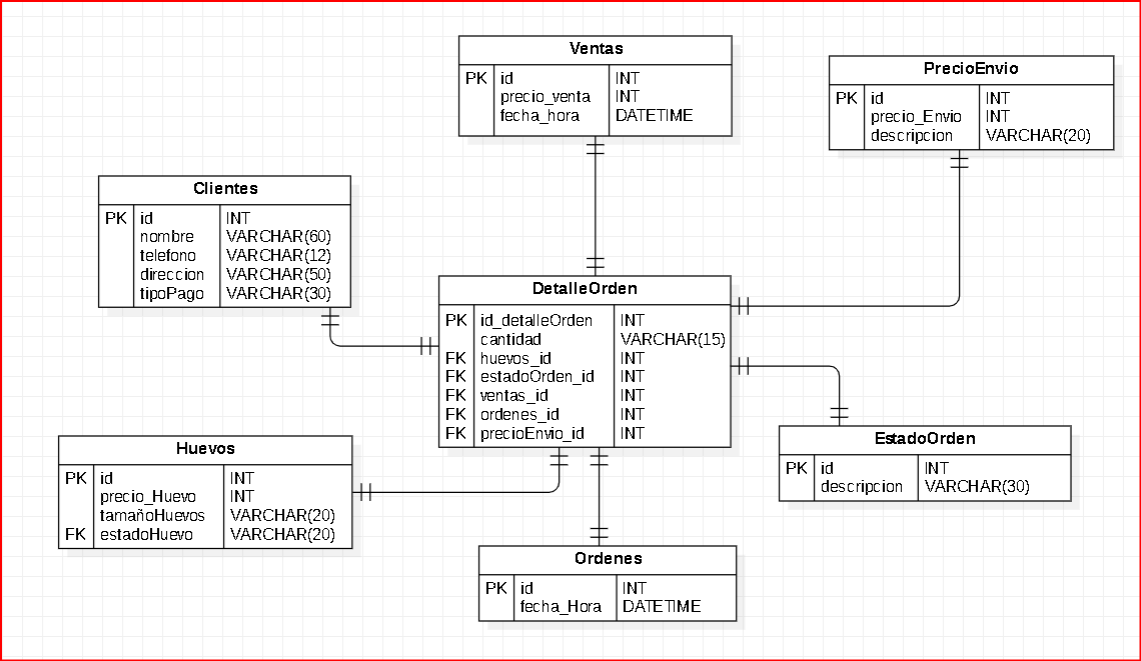 Ventas
PK id INT
precio_venta INT
fecha_hora DATETIME
PrecioEnvio
PK id INT
precio_Envio INT
descripcion VARCHAR(20)
Clientes
PK id INT
nombre VARCHAR(60)
telefono VARCHAR(12)
direccion VARCHAR(50)
tipoPago VARCHAR(30)
DetalleOrden
PK id_detalleOrden INT
cantidad VARCHAR(15)
FK huevos_id INT
FK estadoOrden_id INT
FK ventas_id INT
FK ordenes_id INT
FK precioEnvio_id INT
Huevos
PK id INT
precio_Huevo INT
tamañoHuevos VARCHAR(20)
FK estadoHuevo VARCHAR(20)
EstadoOrden
PK id INT
descripcion VARCHAR(30)
Ordenes
PK id INT
fecha_Hora DATETIME